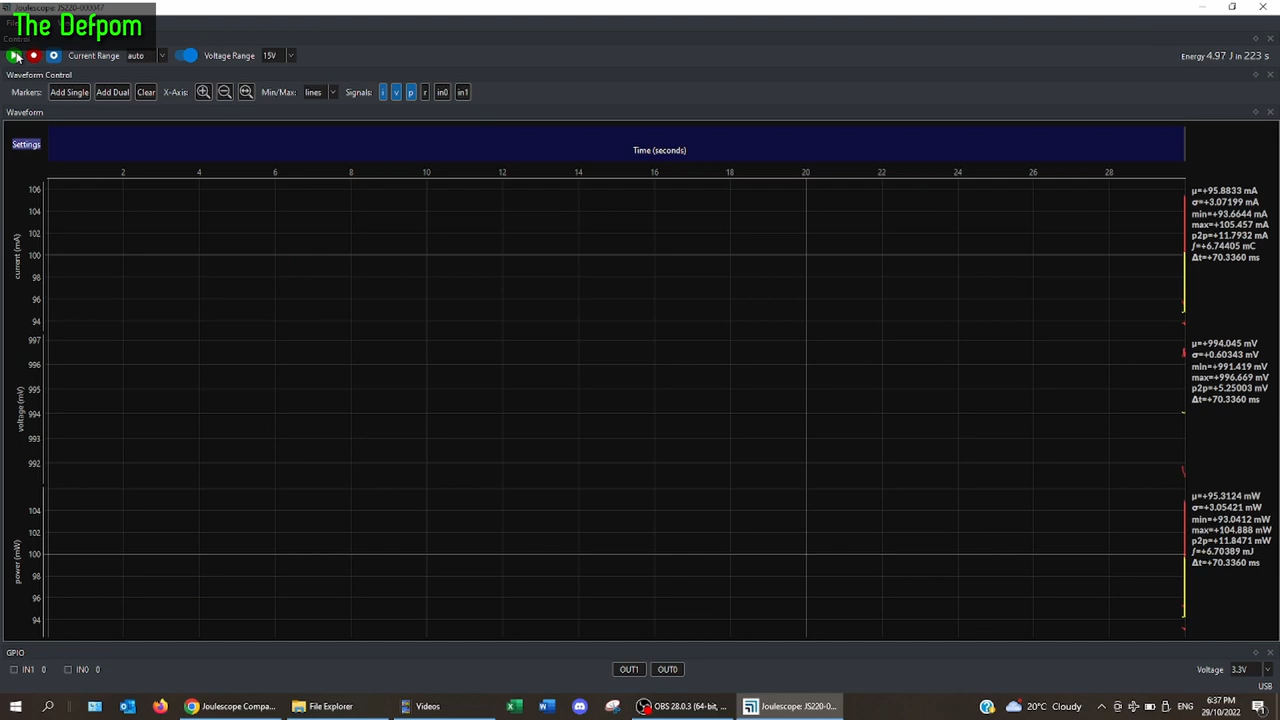 Joulescope JS220-000047
The Defpom
Control
Current Range auto Voltage Range 15V Energy 4.97 J in 223 s
Waveform Control
Markers: Add Single Add Dual Clear X-Axis: Min/Max: lines Signals: i v p r in0 in1
Waveform
Settings
Time (seconds)
2 4 6 8 10 12 14 16 18 20 22 24 26 28
current (mA)
106
104
102
100
98
96
94
μ=+95.8833 mA
σ=+3.07199 mA
min=+93.6644 mA
max=+105.457 mA
p2p=+11.7932 mA
∫=+6.74405 mC
Δt=+70.3360 ms
voltage (mV)
997
996
995
994
993
992
μ=+994.045 mV
σ=+0.60343 mV
min=+991.419 mV
max=+996.669 mV
p2p=+5.25003 mV
Δt=+70.3360 ms
power (mW)
104
102
100
98
96
94
μ=+95.3124 mW
σ=+3.05421 mW
min=+93.0412 mW
max=+104.888 mW
p2p=+11.8471 mW
∫=+6.70389 mJ
Δt=+70.3360 ms
GPIO
IN1 0 IN0 0 OUT1 OUT0 Voltage 3.3V
USB
Joulescope Compa... File Explorer Videos OBS 28.0.3 (64-bit, ... Joulescope: JS220-0... 20°C Cloudy ENG 6:37 PM
29/10/2022